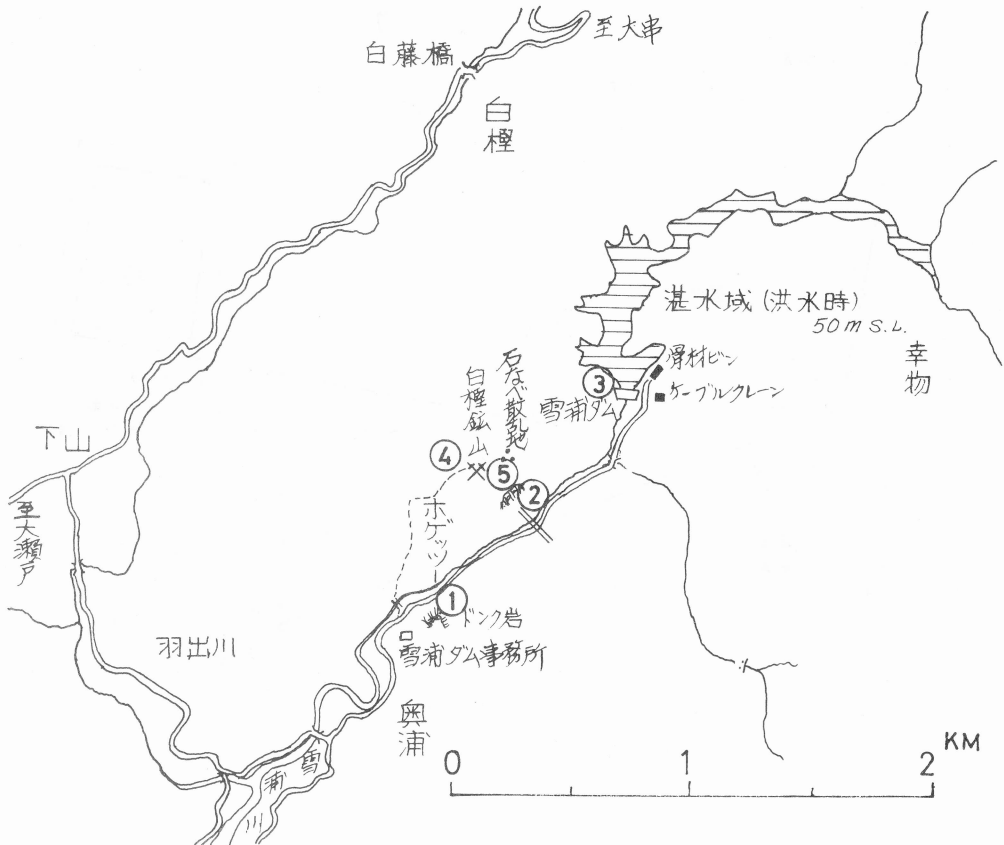 至大串
白藤橋
白樫
湛水域(洪水時)
50m S.L.
幸物
骨材ビン
ケーブルクレーン
③
雪浦ダム
石なべ散乱地
白樫鉱山
④
⑤
②
ホゲットー
下山
至大瀬戸
①
ドンク岩
雪浦ダム事務所
羽出川
奥浦
雪浦川
0 1 2 KM